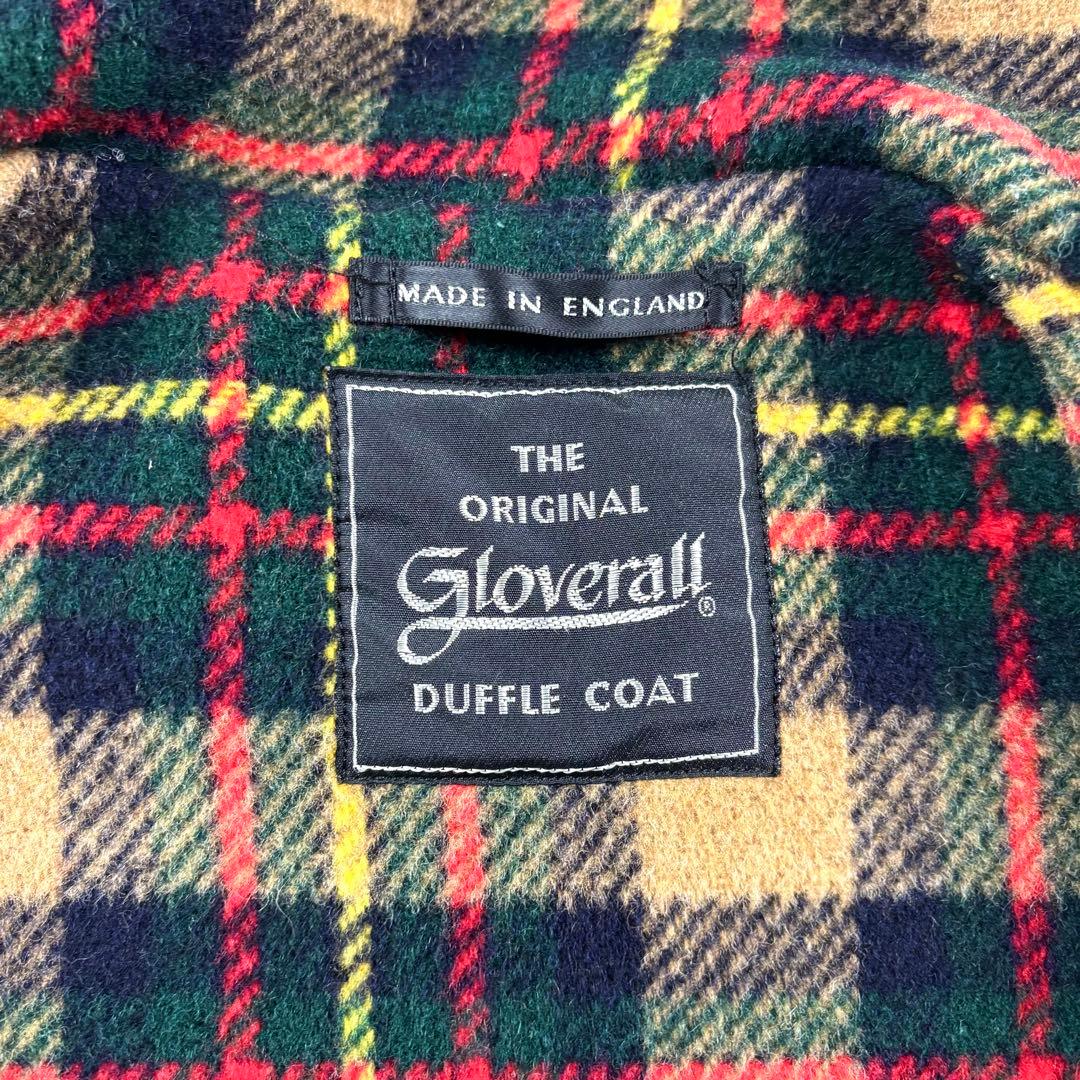 MADE IN ENGLAND
THE
ORIGINAL
Gloverall®
DUFFLE COAT